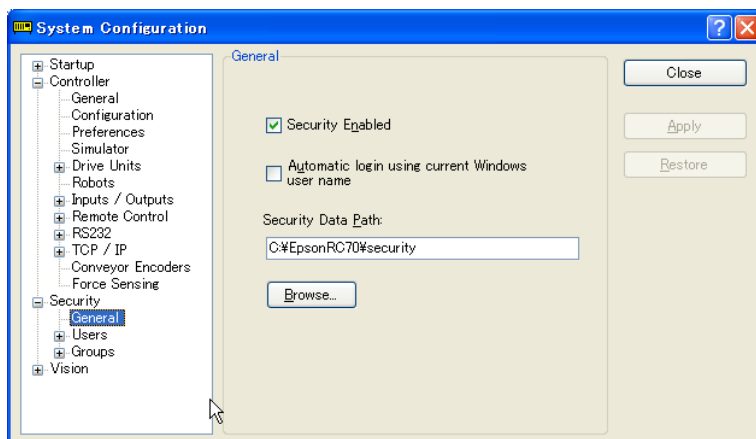 System Configuration
Startup
Controller
General
Configuration
Preferences
Simulator
Drive Units
Robots
Inputs / Outputs
Remote Control
RS232
TCP / IP
Conveyor Encoders
Force Sensing
Security
General
Users
Groups
Vision
General
Security Enabled
Automatic login using current Windows
user name
Security Data Path:
C:¥EpsonRC70¥security
Browse...
Close
Apply
Restore